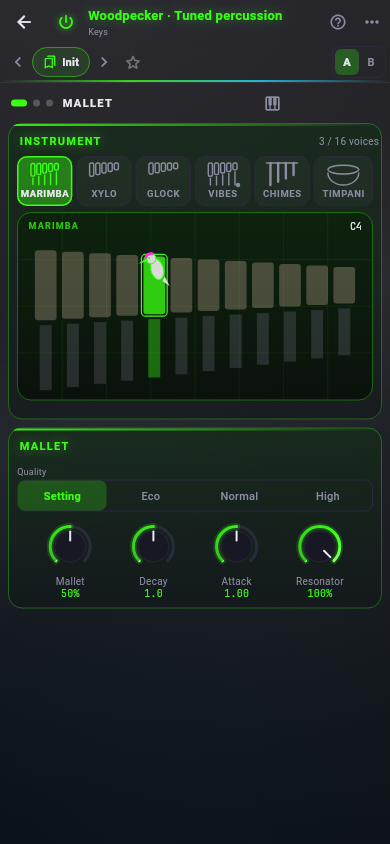 Woodpecker · Tuned percussion
Keys
Init
A
B
MALLET
INSTRUMENT
3 / 16 voices
MARIMBA
XYLO
GLOCK
VIBES
CHIMES
TIMPANI
MARIMBA
C4
MALLET
Quality
Setting
Eco
Normal
High
Mallet
Decay
Attack
Resonator
50%
1.0
1.00
100%